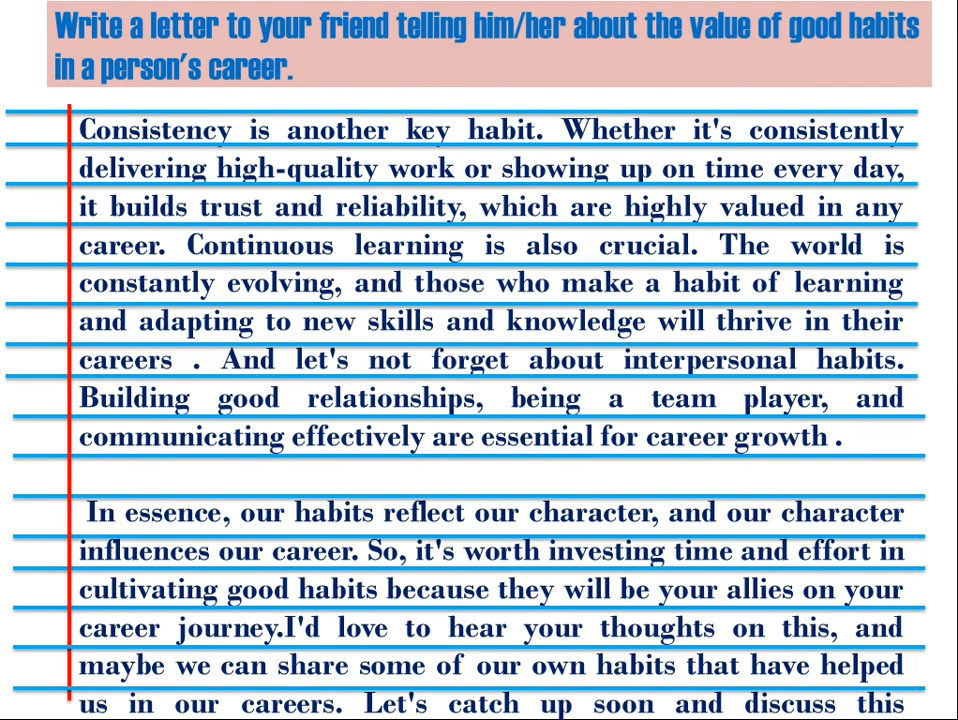 Write a letter to your friend telling him/her about the value of good habits
in a person's career.
Consistency is another key habit. Whether it's consistently
delivering high-quality work or showing up on time every day,
it builds trust and reliability, which are highly valued in any
career. Continuous learning is also crucial. The world is
constantly evolving, and those who make a habit of learning
and adapting to new skills and knowledge will thrive in their
careers . And let's not forget about interpersonal habits.
Building good relationships, being a team player, and
communicating effectively are essential for career growth .
In essence, our habits reflect our character, and our character
influences our career. So, it's worth investing time and effort in
cultivating good habits because they will be your allies on your
career journey.I'd love to hear your thoughts on this, and
maybe we can share some of our own habits that have helped
us in our careers. Let's catch up soon and discuss this